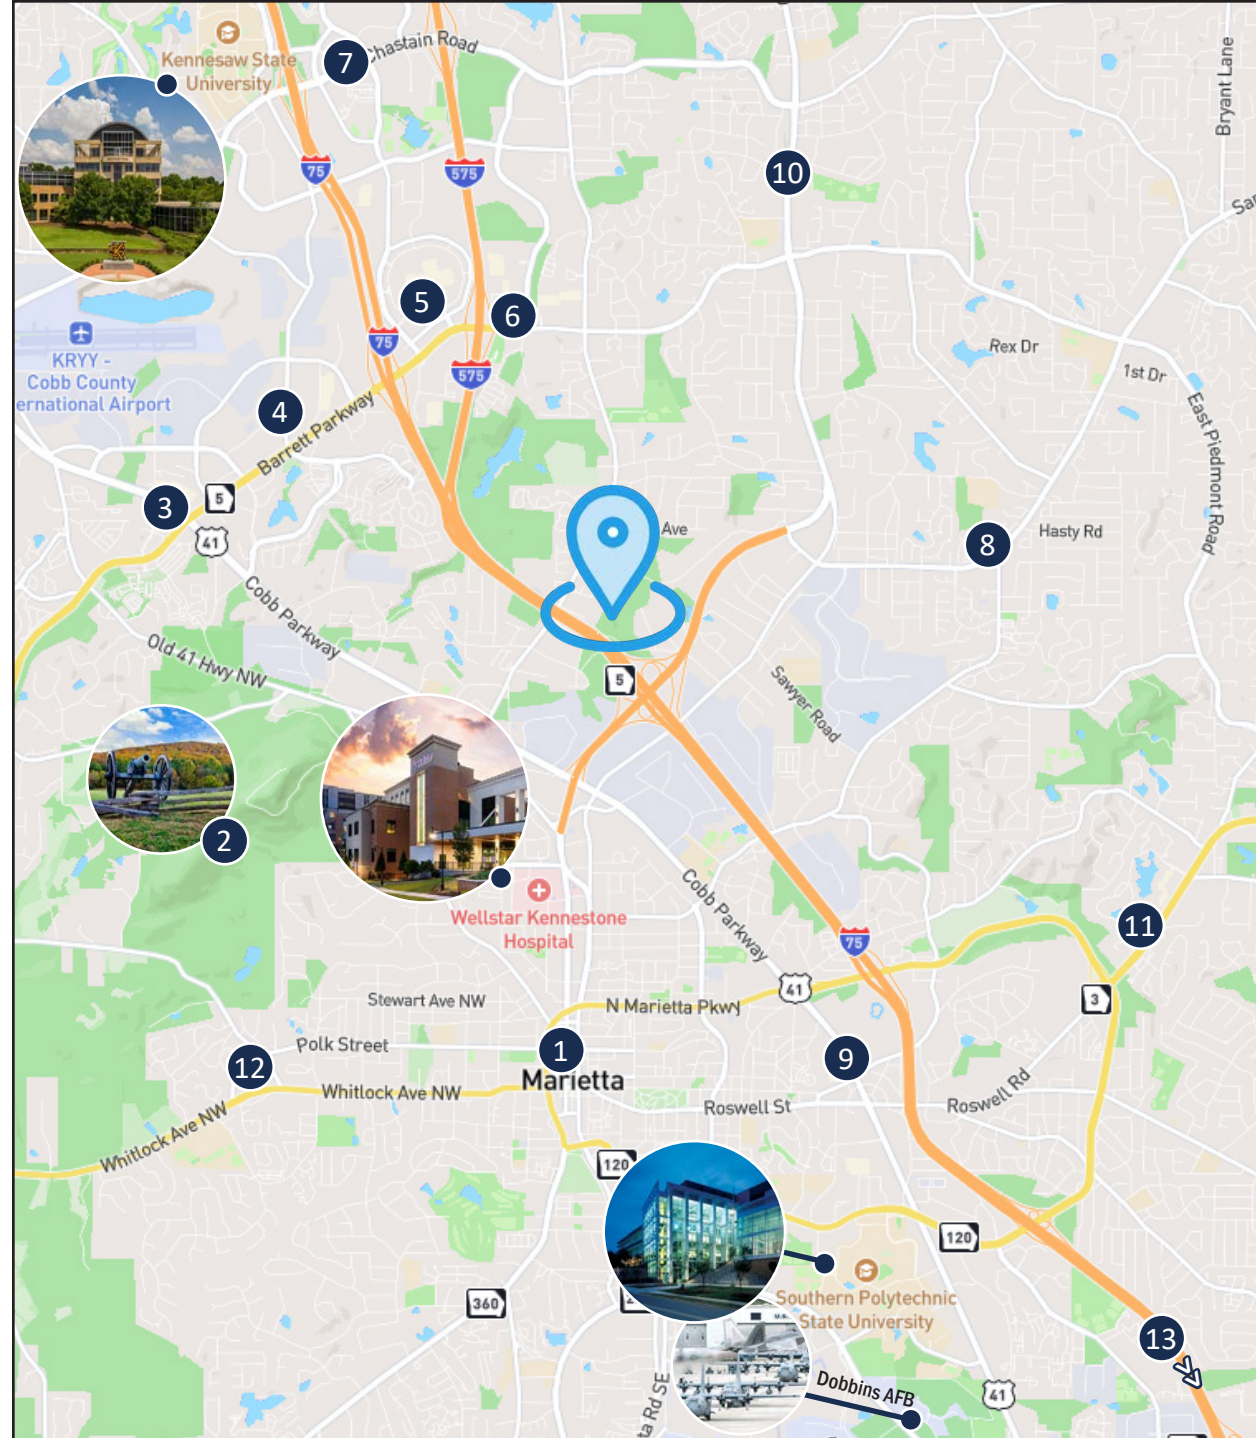 Kennesaw State
University
7
Chastain Road
Bryant Lane
75
575
10
5
6
75
575
KRYY -
Cobb County
ernational Airport
4
Barrett Parkway
Rex Dr
1st Dr
East Piedmont Road
3
5
41
Ave
8
Hasty Rd
Cobb Parkway
Old 41 Hwy NW
5
Sawyer Road
2
Wellstar Kennestone
Hospital
Cobb Parkway
11
75
41
3
Stewart Ave NW
N Marietta Pkwy
Polk Street
1
9
12
Marietta
Whitlock Ave NW
Roswell St
Roswell Rd
Whitlock Ave NW
120
120
Southern Polytechnic
State University
360
13
Dobbins AFB
41
ta Rd SE